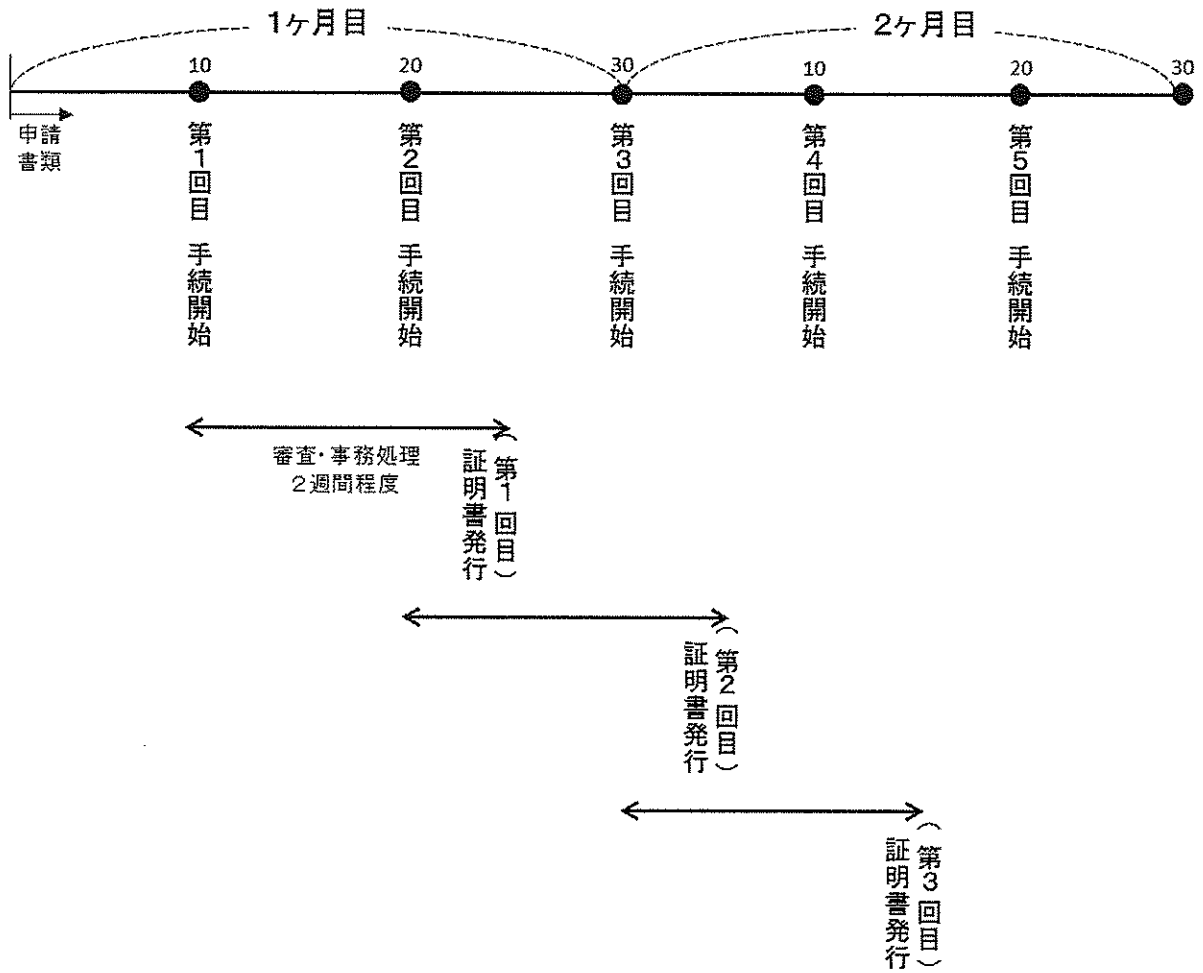 1ヶ月目
2ヶ月目
10
20
30
10
20
30
申請
書類
第1回目 手続開始
第2回目 手続開始
第3回目 手続開始
第4回目 手続開始
第5回目 手続開始
審査・事務処理
2週間程度
(第1回目)
証明書発行
(第2回目)
証明書発行
(第3回目)
証明書発行